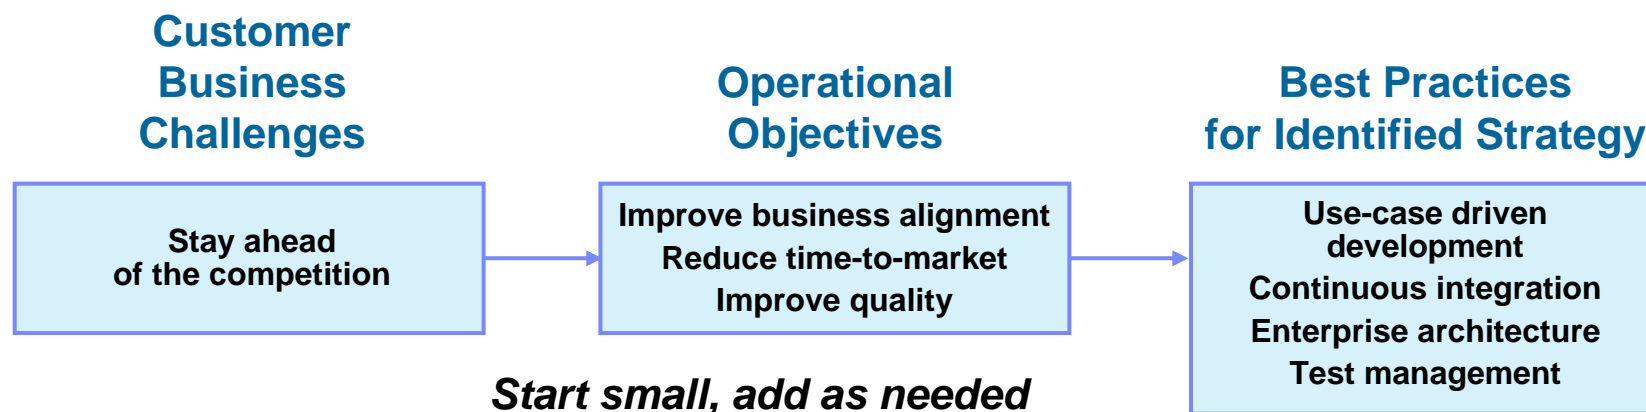 Customer
Business
Challenges
Operational
Objectives
Best Practices
for Identified Strategy
Stay ahead
of the competition
Improve business alignment
Reduce time-to-market
Improve quality
Use-case driven
development
Continuous integration
Enterprise architecture
Test management
Start small, add as needed